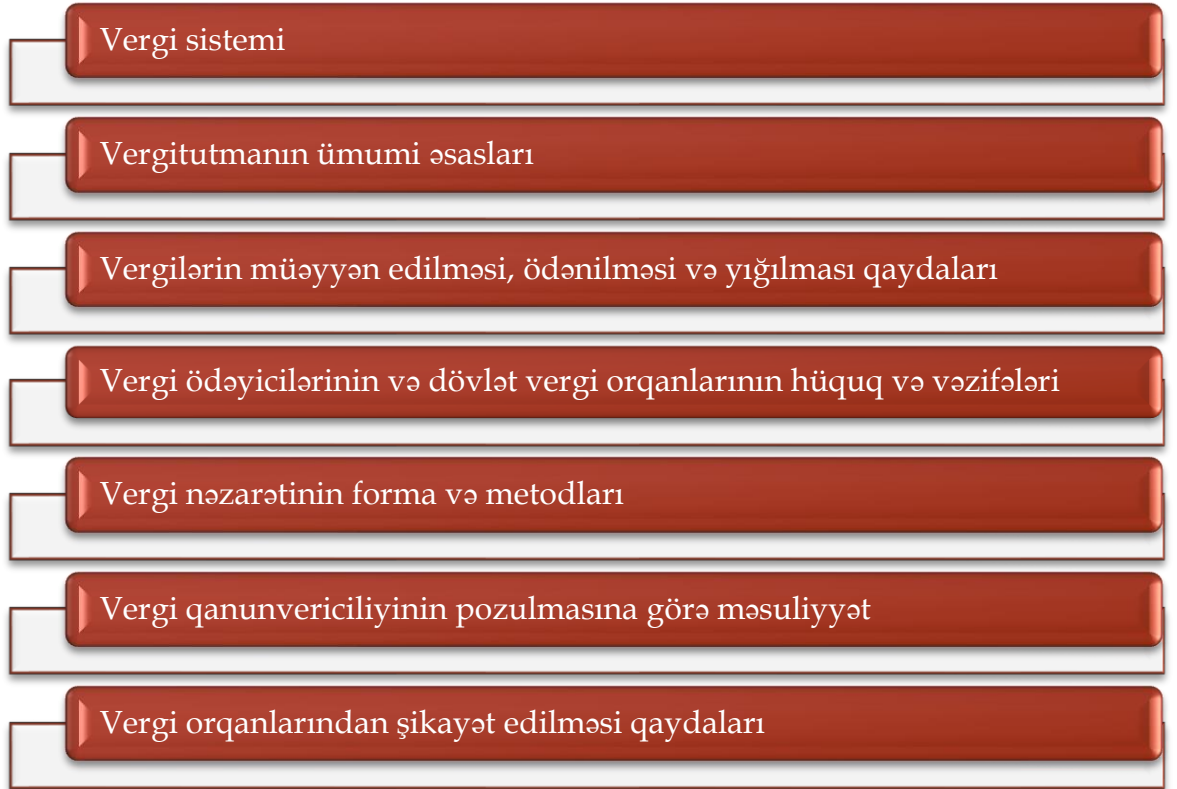 Vergi sistemi
Vergitutmanın ümumi əsasları
Vergilərin müəyyən edilməsi, ödənilməsi və yığılması qaydaları
Vergi ödəyicilərinin və dövlət vergi orqanlarının hüquq və vəzifələri
Vergi nəzarətinin forma və metodları
Vergi qanunvericiliyinin pozulmasına görə məsuliyyət
Vergi orqanlarından şikayət edilməsi qaydaları